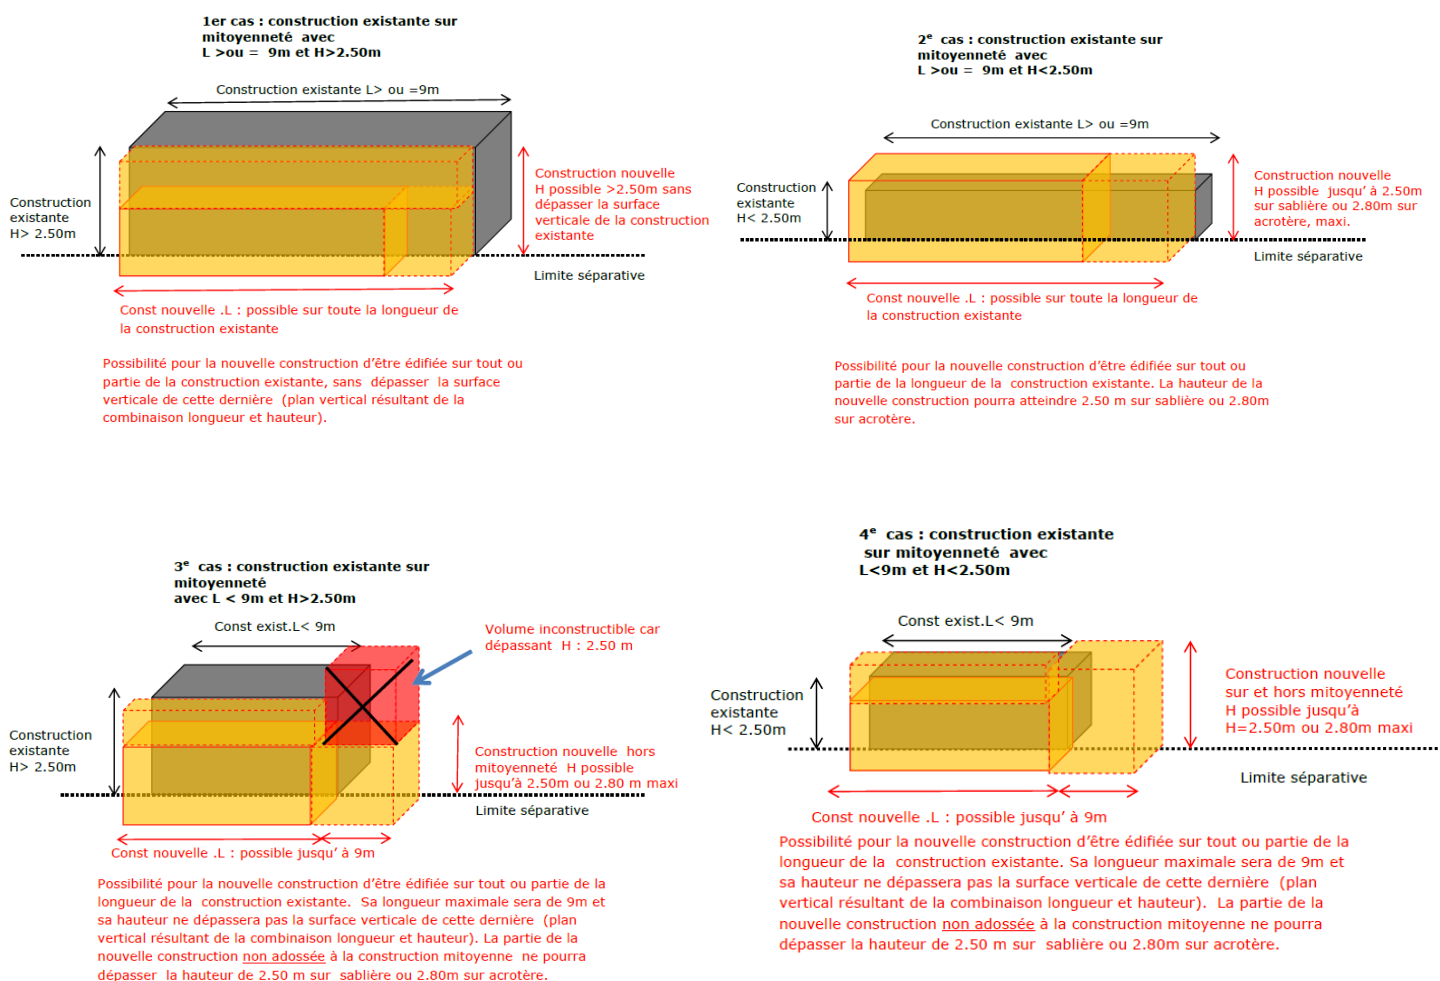 1er cas : construction existante sur
mitoyenneté avec
L >ou = 9m et H>2.50m
Construction existante L> ou =9m
Construction
existante
H> 2.50m
Construction nouvelle
H possible >2.50m sans
dépasser la surface
verticale de la construction
existante
Limite séparative
Const nouvelle .L : possible sur toute la longueur de
la construction existante
Possibilité pour la nouvelle construction d'être édifiée sur tout ou
partie de la construction existante, sans dépasser la surface
verticale de cette dernière (plan vertical résultant de la
combinaison longueur et hauteur).
2e cas : construction existante sur
mitoyenneté avec
L >ou = 9m et H<2.50m
Construction existante L> ou =9m
Construction
existante
H< 2.50m
Construction nouvelle
H possible jusqu' à 2.50m
sur sablière ou 2.80m sur
acrotère, maxi.
Limite séparative
Const nouvelle .L : possible sur toute la longueur de
la construction existante
Possibilité pour la nouvelle construction d'être édifiée sur tout ou
partie de la longueur de la construction existante. La hauteur de la
nouvelle construction pourra atteindre 2.50 m sur sablière ou 2.80m
sur acrotère.
3e cas : construction existante sur
mitoyenneté
avec L < 9m et H>2.50m
Const exist.L< 9m
Volume inconstructible car
dépassant H : 2.50 m
Construction
existante
H> 2.50m
Construction nouvelle hors
mitoyenneté H possible
jusqu'à 2.50m ou 2.80 m maxi
Limite séparative
Const nouvelle .L : possible jusqu' à 9m
Possibilité pour la nouvelle construction d'être édifiée sur tout ou partie de la
longueur de la construction existante. Sa longueur maximale sera de 9m et
sa hauteur ne dépassera pas la surface verticale de cette dernière (plan
vertical résultant de la combinaison longueur et hauteur). La partie de la
nouvelle construction non adossée à la construction mitoyenne ne pourra
dépasser la hauteur de 2.50 m sur sablière ou 2.80m sur acrotère.
4e cas : construction existante
sur mitoyenneté avec
L<9m et H<2.50m
Const exist.L< 9m
Construction
existante
H< 2.50m
Construction nouvelle
sur et hors mitoyenneté
H possible jusqu'à
H=2.50m ou 2.80m maxi
Limite séparative
Const nouvelle .L : possible jusqu' à 9m
Possibilité pour la nouvelle construction d'être édifiée sur tout ou partie de la
longueur de la construction existante. Sa longueur maximale sera de 9m et
sa hauteur ne dépassera pas la surface verticale de cette dernière (plan
vertical résultant de la combinaison longueur et hauteur). La partie de la
nouvelle construction non adossée à la construction mitoyenne ne pourra
dépasser la hauteur de 2.50 m sur sablière ou 2.80m sur acrotère.